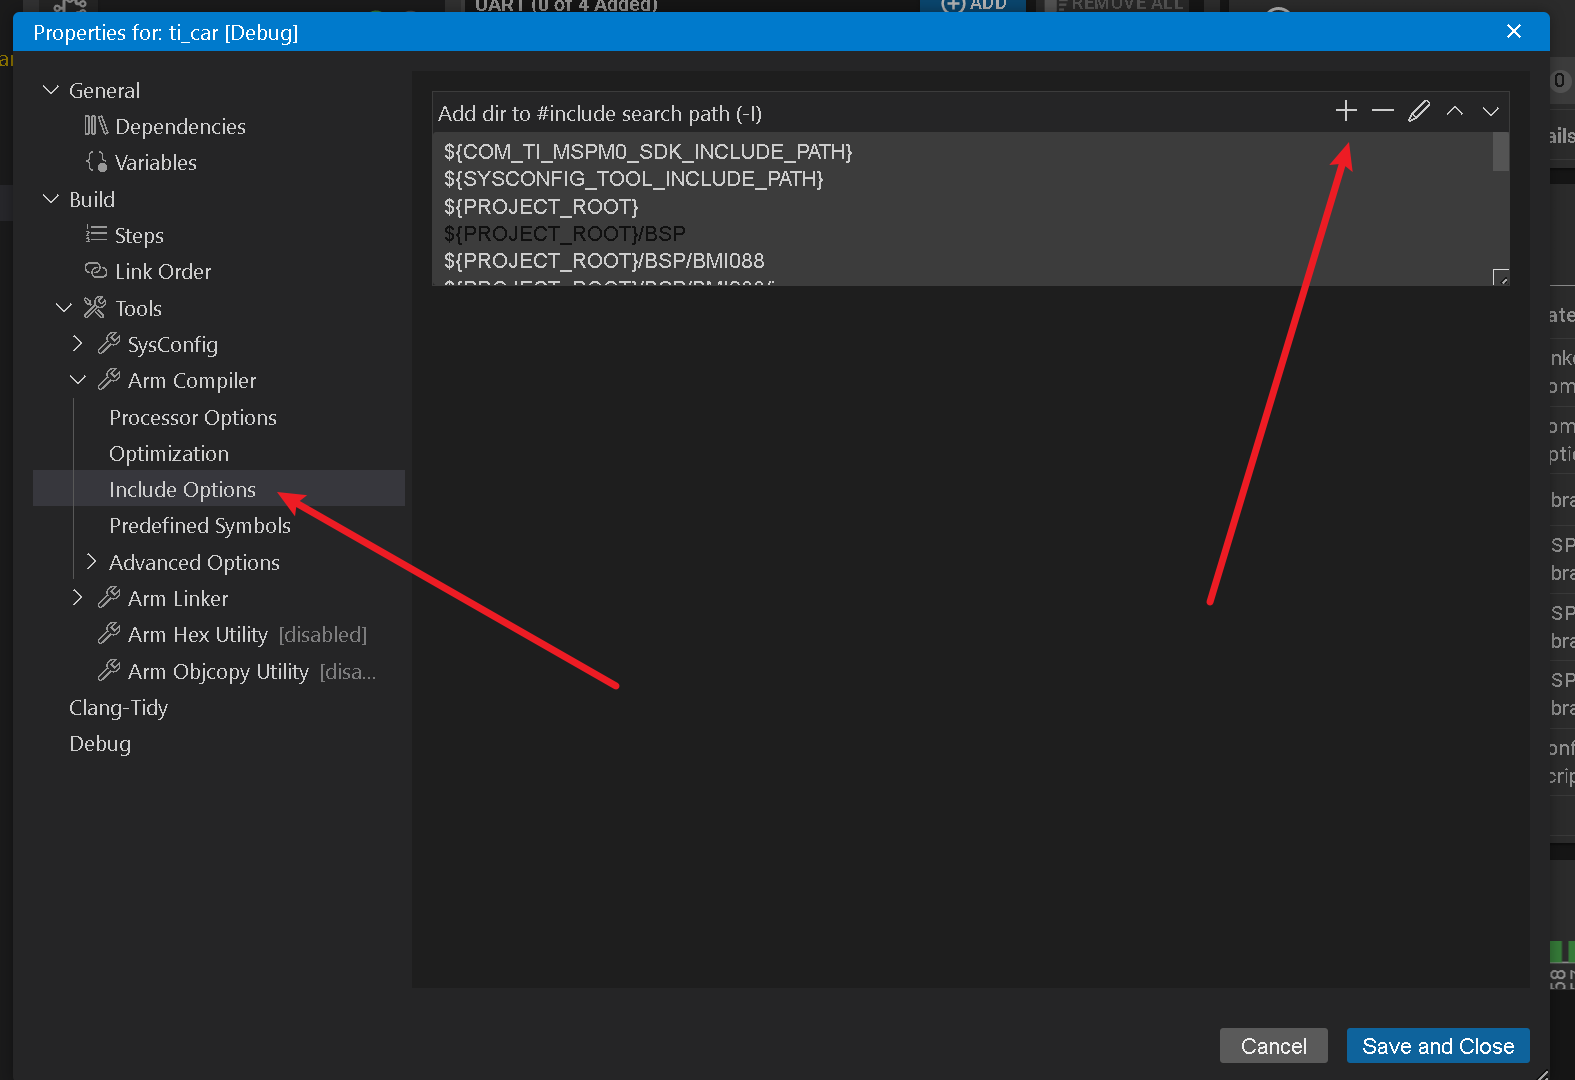 UART (0 of 4 Added)
ADD
REMOVE ALL
Properties for: ti_car [Debug]
General
Dependencies
Variables
Build
Steps
Link Order
Tools
SysConfig
Arm Compiler
Processor Options
Optimization
Include Options
Predefined Symbols
Advanced Options
Arm Linker
Arm Hex Utility [disabled]
Arm Objcopy Utility [disa...
Clang-Tidy
Debug
Add dir to #include search path (-I)
${COM_TI_MSPM0_SDK_INCLUDE_PATH}
${SYSCONFIG_TOOL_INCLUDE_PATH}
${PROJECT_ROOT}
${PROJECT_ROOT}/BSP
${PROJECT_ROOT}/BSP/BMI088
Cancel
Save and Close